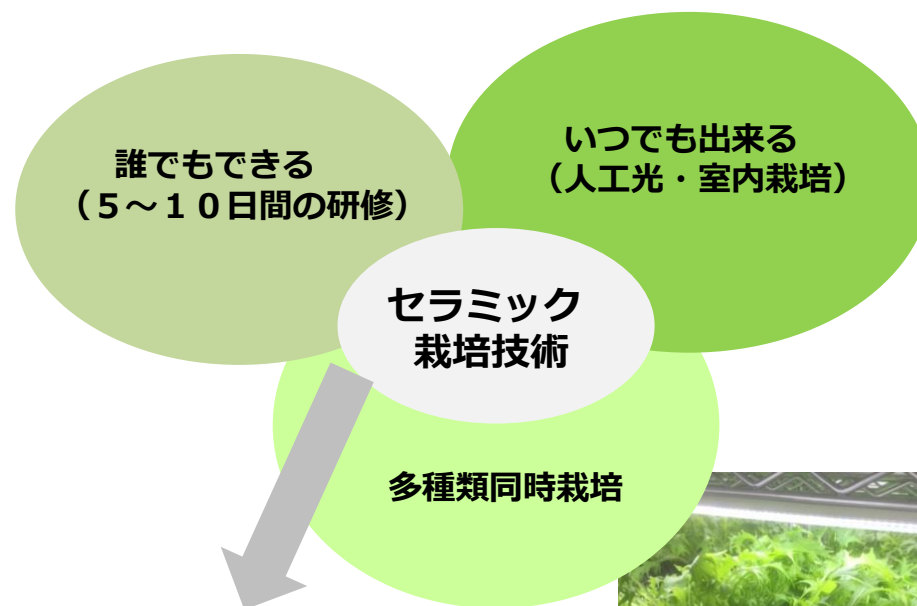 誰でもできる
（５～１０日間の研修）
いつでも出来る
（人工光・室内栽培）
セラミック
栽培技術
多種類同時栽培